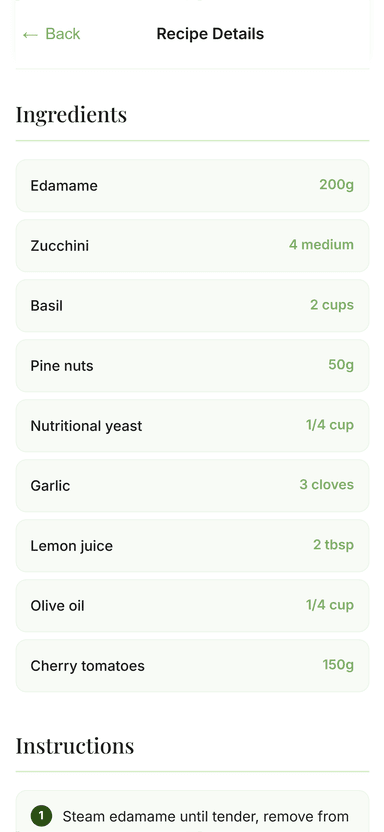 ← Back
Recipe Details
Ingredients
Edamame 200g
Zucchini 4 medium
Basil 2 cups
Pine nuts 50g
Nutritional yeast 1/4 cup
Garlic 3 cloves
Lemon juice 2 tbsp
Olive oil 1/4 cup
Cherry tomatoes 150g
Instructions
1 Steam edamame until tender, remove from